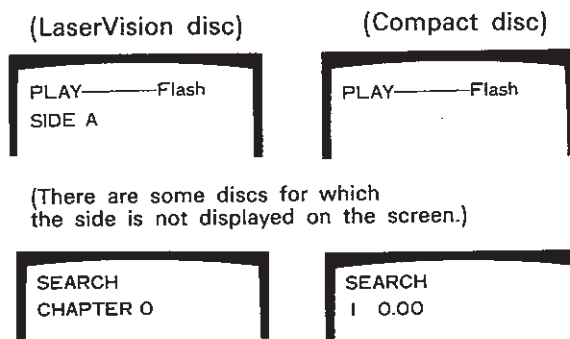 (LaserVision disc)
(Compact disc)
PLAY———Flash
SIDE A
PLAY———Flash
(There are some discs for which
the side is not displayed on the screen.)
SEARCH
CHAPTER 0
SEARCH
1 0.00